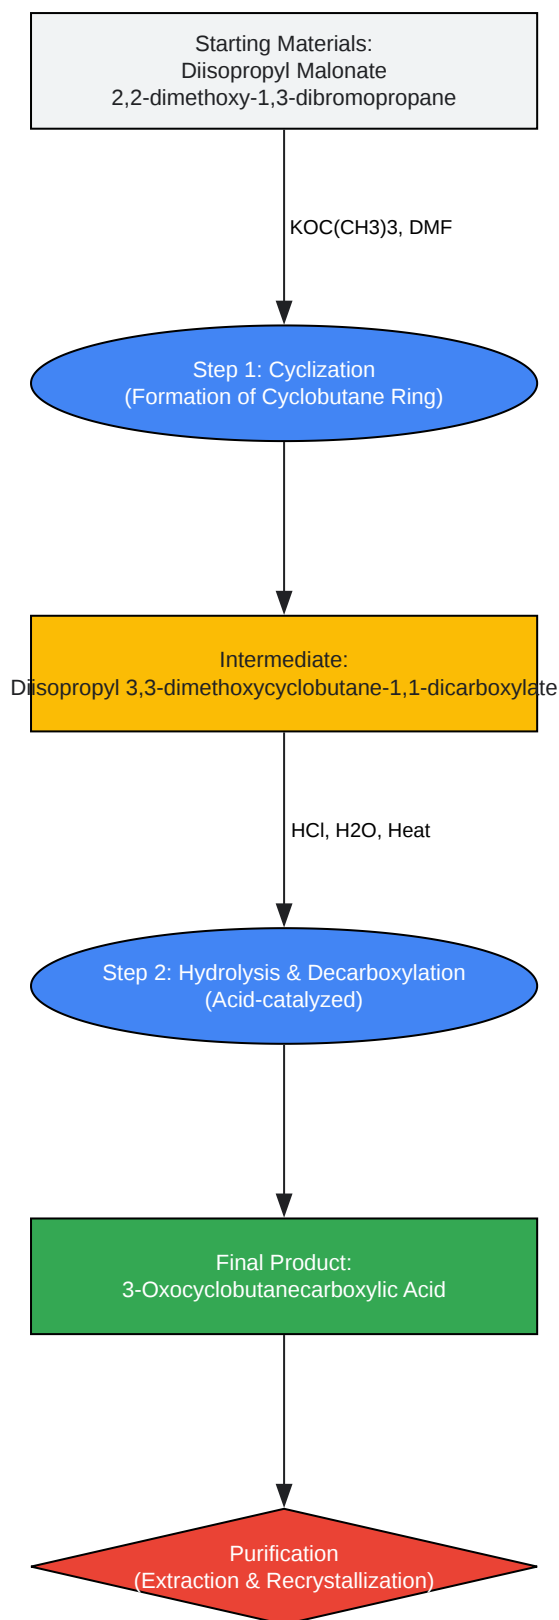 Starting Materials:
Diisopropyl Malonate
2,2-dimethoxy-1,3-dibromopropane
KOC(CH3)3, DMF
Step 1: Cyclization
(Formation of Cyclobutane Ring)
Intermediate:
Diisopropyl 3,3-dimethoxycyclobutane-1,1-dicarboxylate
HCl, H2O, Heat
Step 2: Hydrolysis & Decarboxylation
(Acid-catalyzed)
Final Product:
3-Oxocyclobutanecarboxylic Acid
Purification
(Extraction & Recrystallization)